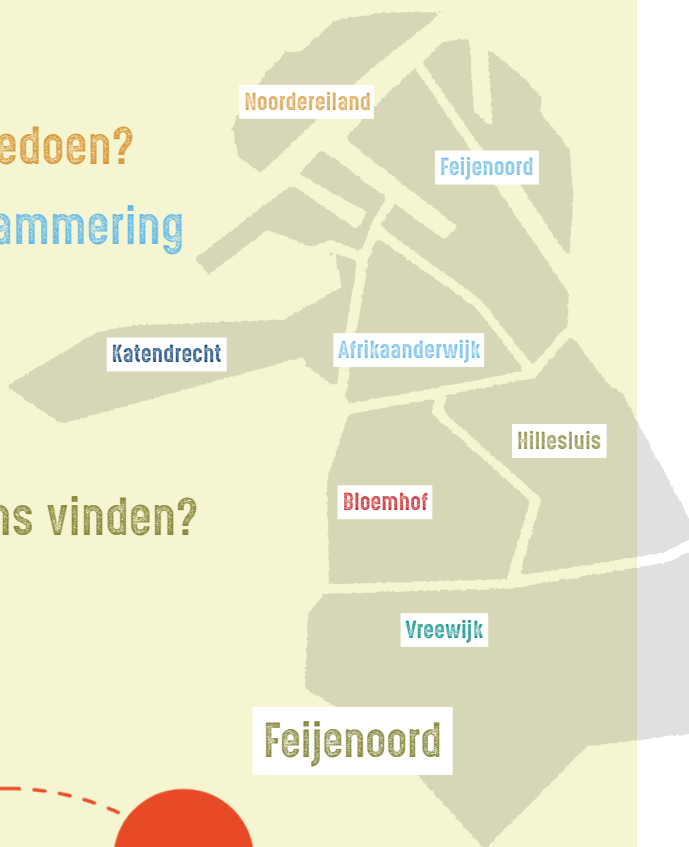 Noordereiland
edoen?
Feijenoord
ammering
Katendrecht
Afrikaanderwijk
Hillesluis
Bloemhof
ns vinden?
Vreewijk
Feijenoord